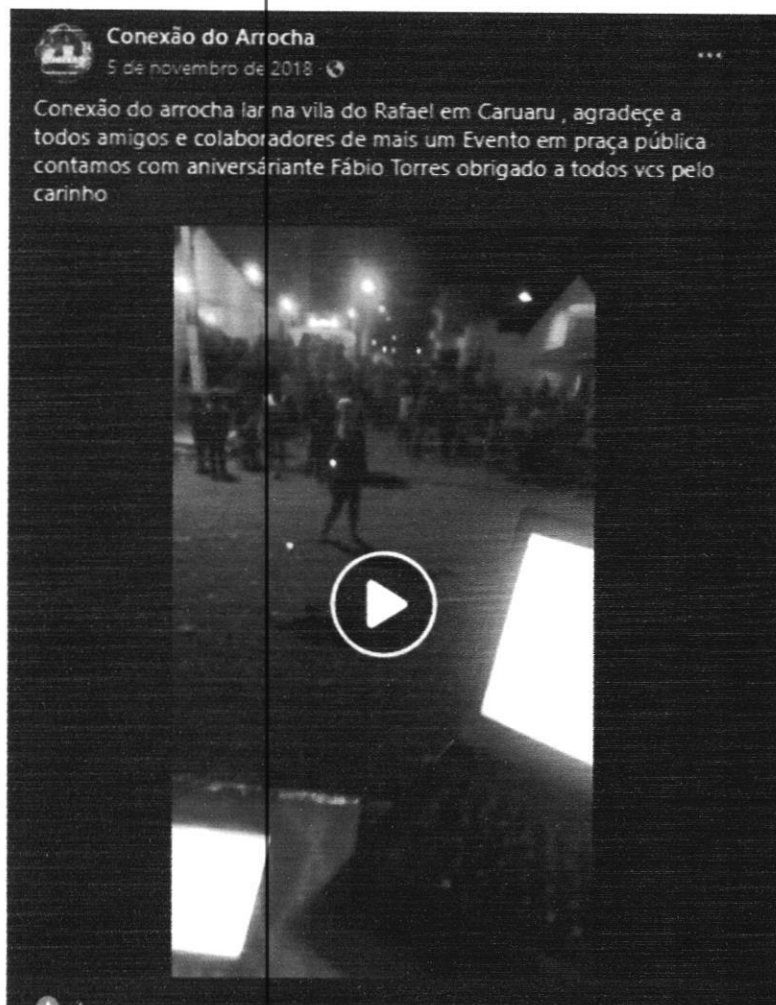 Conexão do Arrocha
5 de novembro de 2018
Conexão do arrocha lar na vila do Rafael em Caruaru , agradeçe a
todos amigos e colaboradores de mais um Evento em praça pública
contamos com aniversáriante Fábio Torres obrigado a todos vcs pelo
carinho